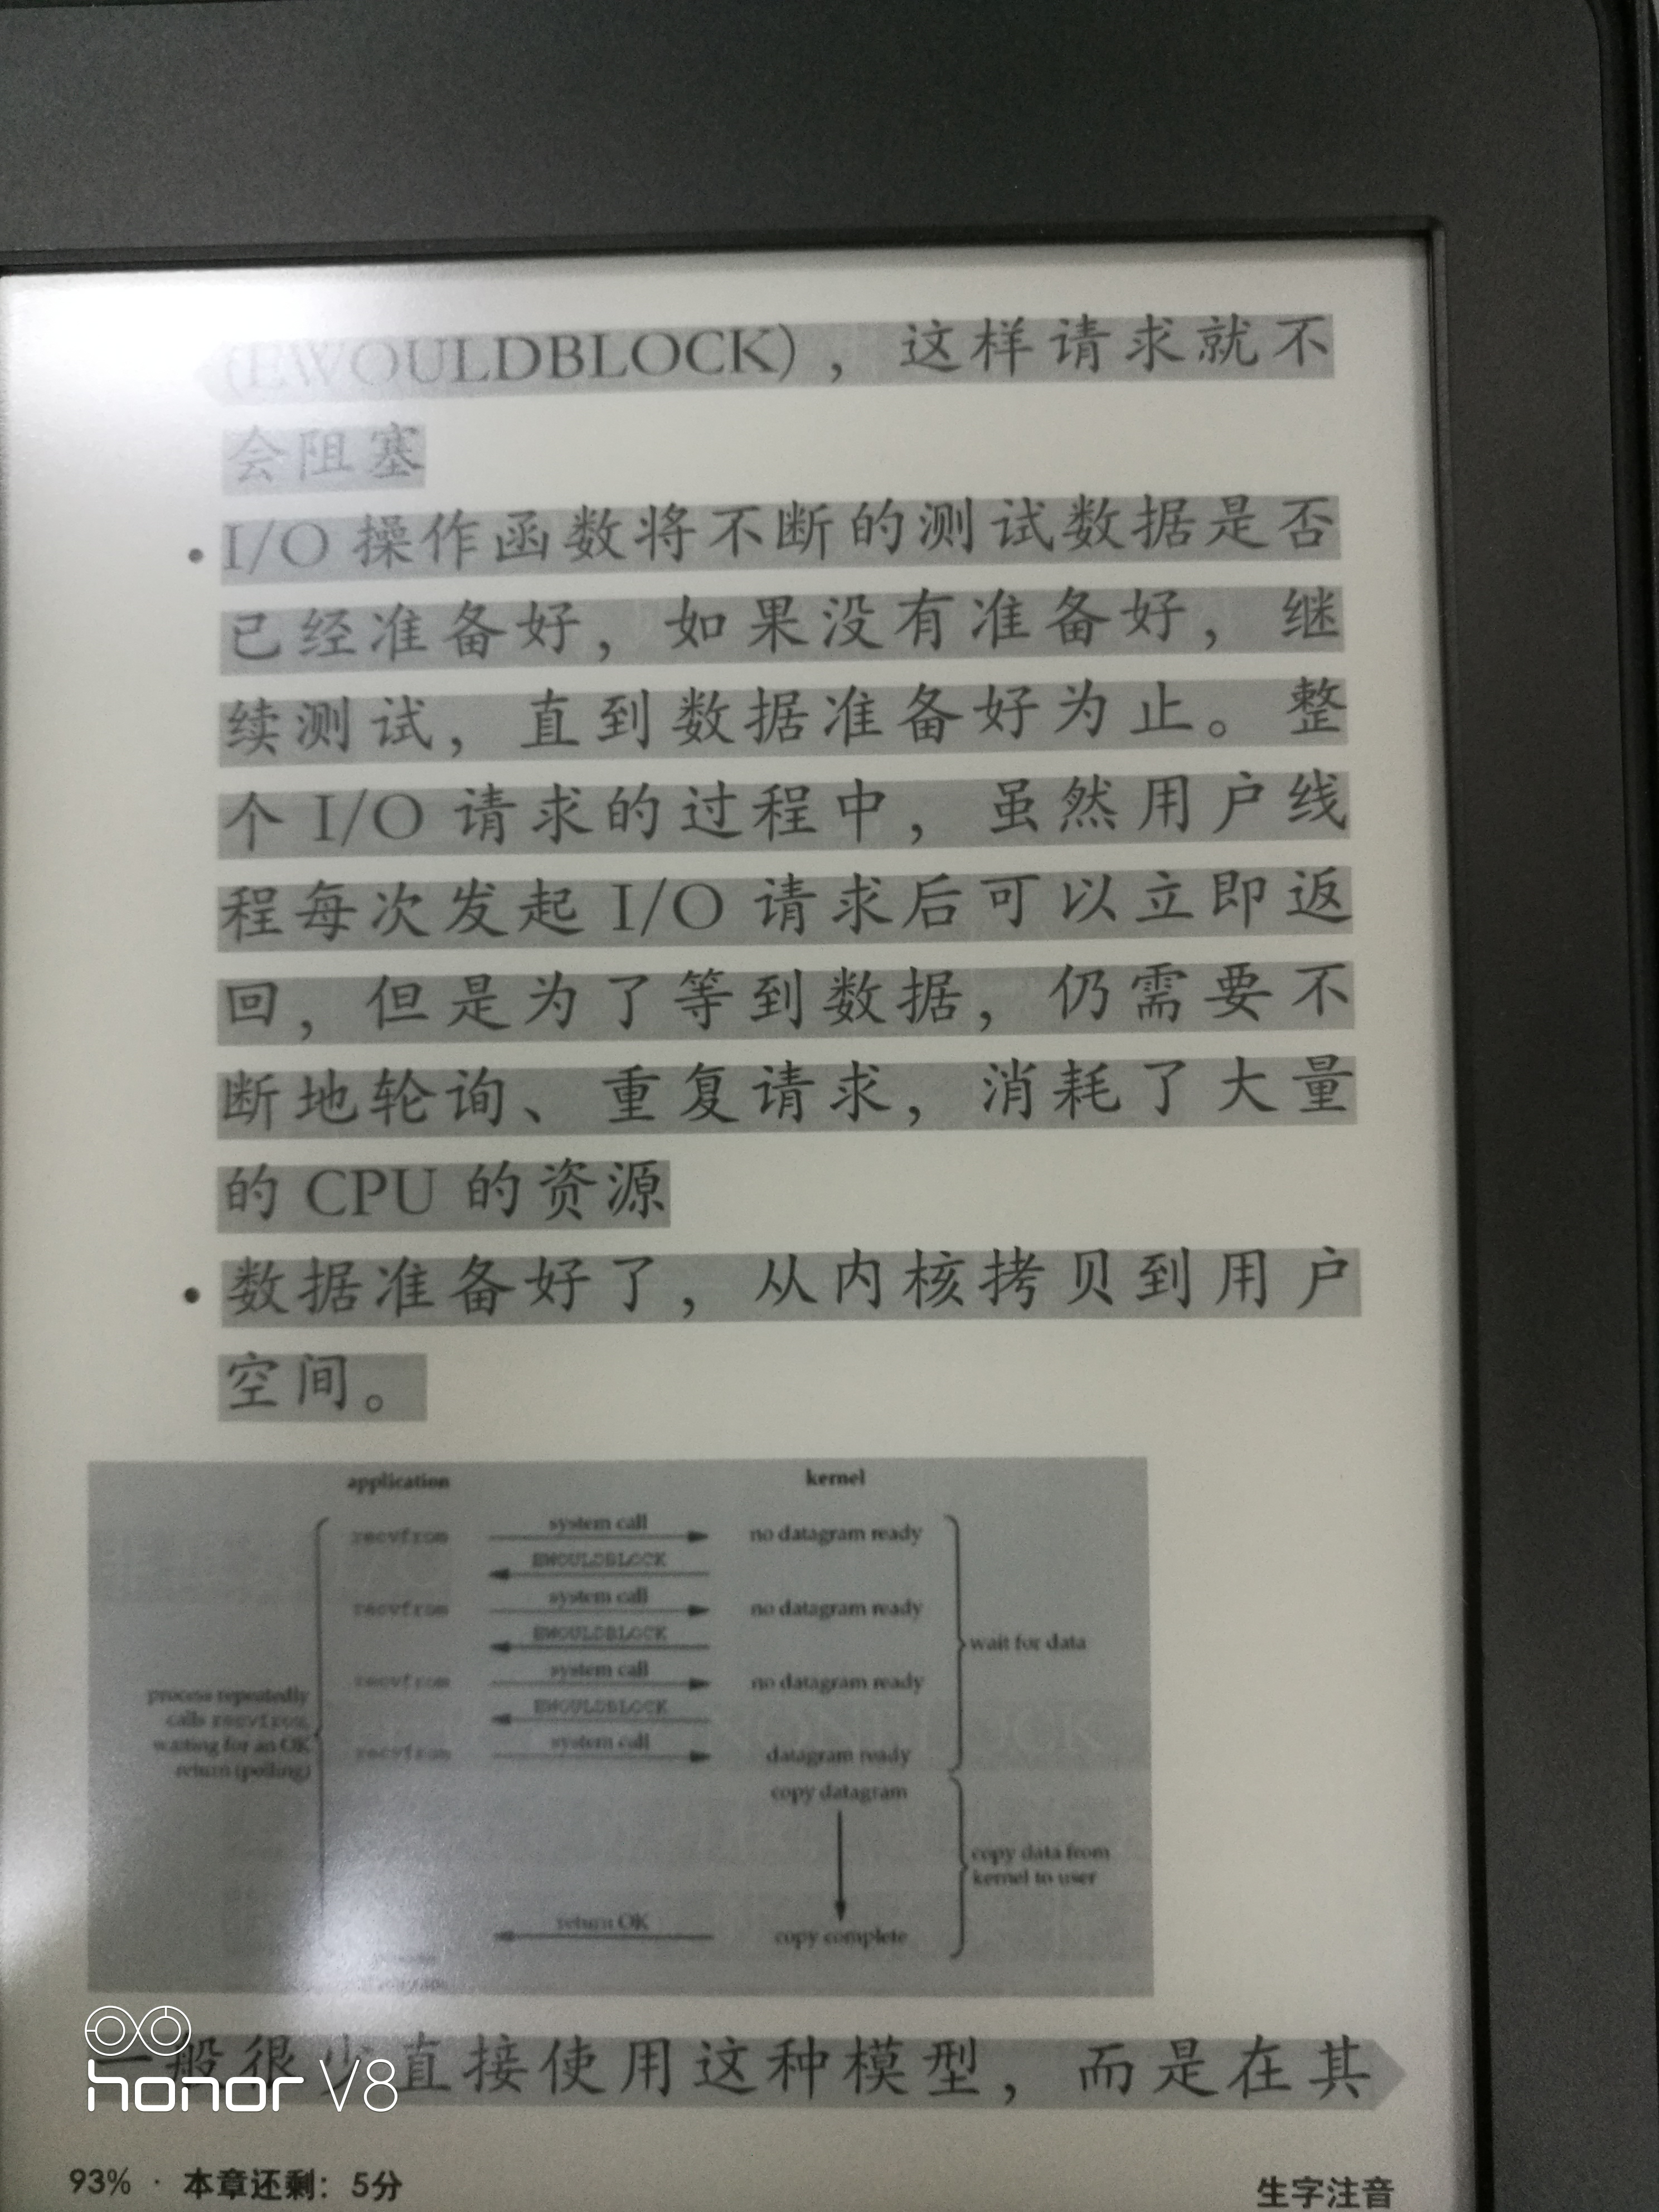 (EWOULDBLOCK)，这样请求就不
会阻塞
• I/O 操作函数将不断的测试数据是否
已经准备好，如果没有准备好，继
续测试，直到数据准备好为止。整
个 I/O 请求的过程中，虽然用户线
程每次发起 I/O 请求后可以立即返
回，但是为了等到数据，仍需要不
断地轮询、重复请求，消耗了大量
的 CPU 的资源
• 数据准备好了，从内核拷贝到用户
空间。
application kernel
recvfrom system call no datagram ready
EWOULDBLOCK
recvfrom system call no datagram ready
EWOULDBLOCK
wait for data
recvfrom system call no datagram ready
process repeatedly
calls recvfrom,
waiting for an OK
return (polling)
EWOULDBLOCK
recvfrom system call datagram ready
copy datagram
copy data from
kernel to user
return OK copy complete
一般很少直接使用这种模型，而是在其
honor V8
93% · 本章还剩：5分 生字注音